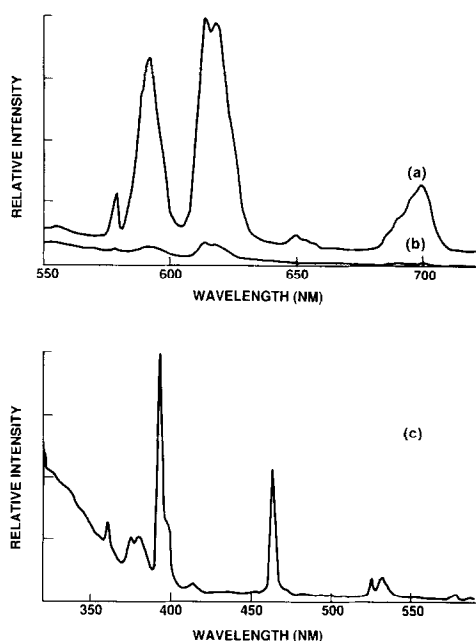 RELATIVE INTENSITY
(a)
(b)
550 600 650 700
WAVELENGTH (NM)
RELATIVE INTENSITY
(c)
350 400 450 500 550
WAVELENGTH (NM)